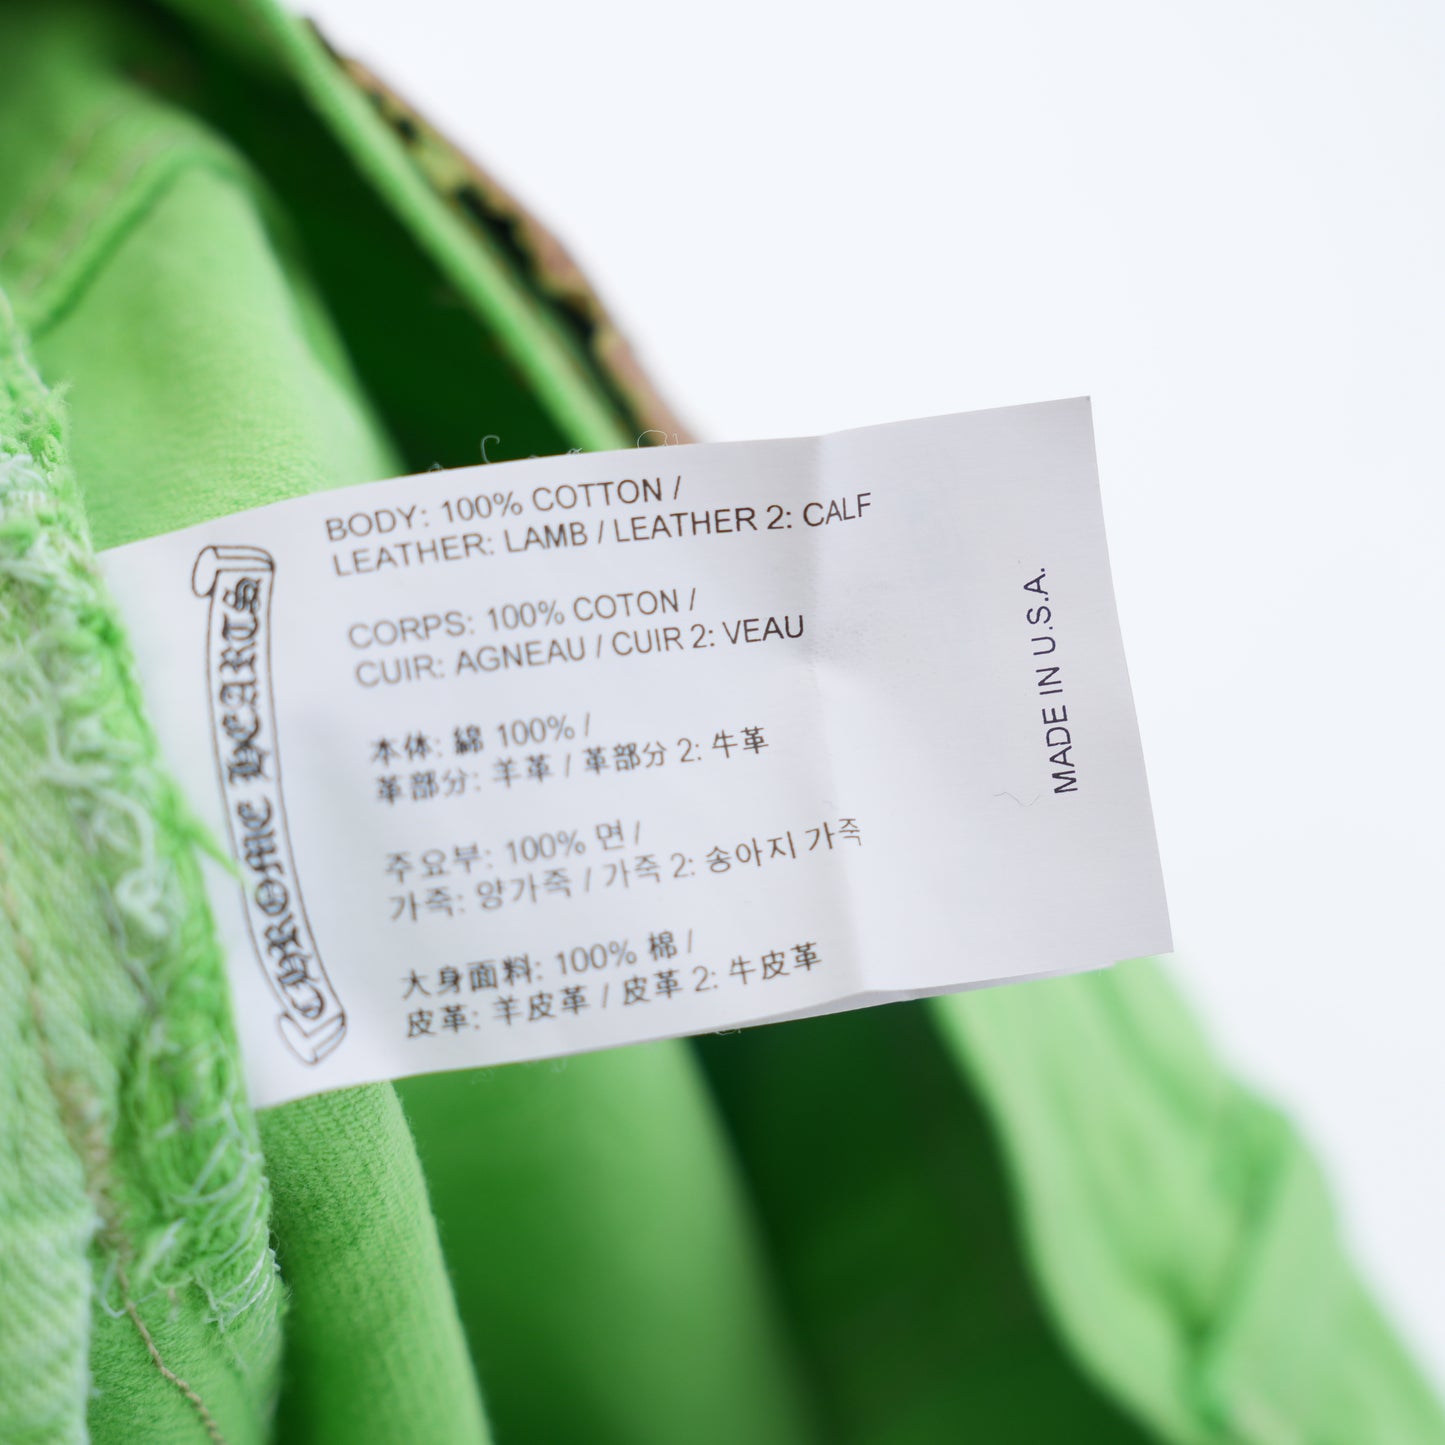 CHROME HEARTS
BODY: 100% COTTON /
LEATHER: LAMB / LEATHER 2: CALF
CORPS: 100% COTON /
CUIR: AGNEAU / CUIR 2: VEAU
本体: 綿 100% /
革部分: 羊革 / 革部分 2: 牛革
주요부: 100% 면 /
가죽: 양가죽 / 가죽 2: 송아지 가죽
大身面料: 100% 棉 /
皮革: 羊皮革 / 皮革 2: 牛皮革
MADE IN U.S.A.